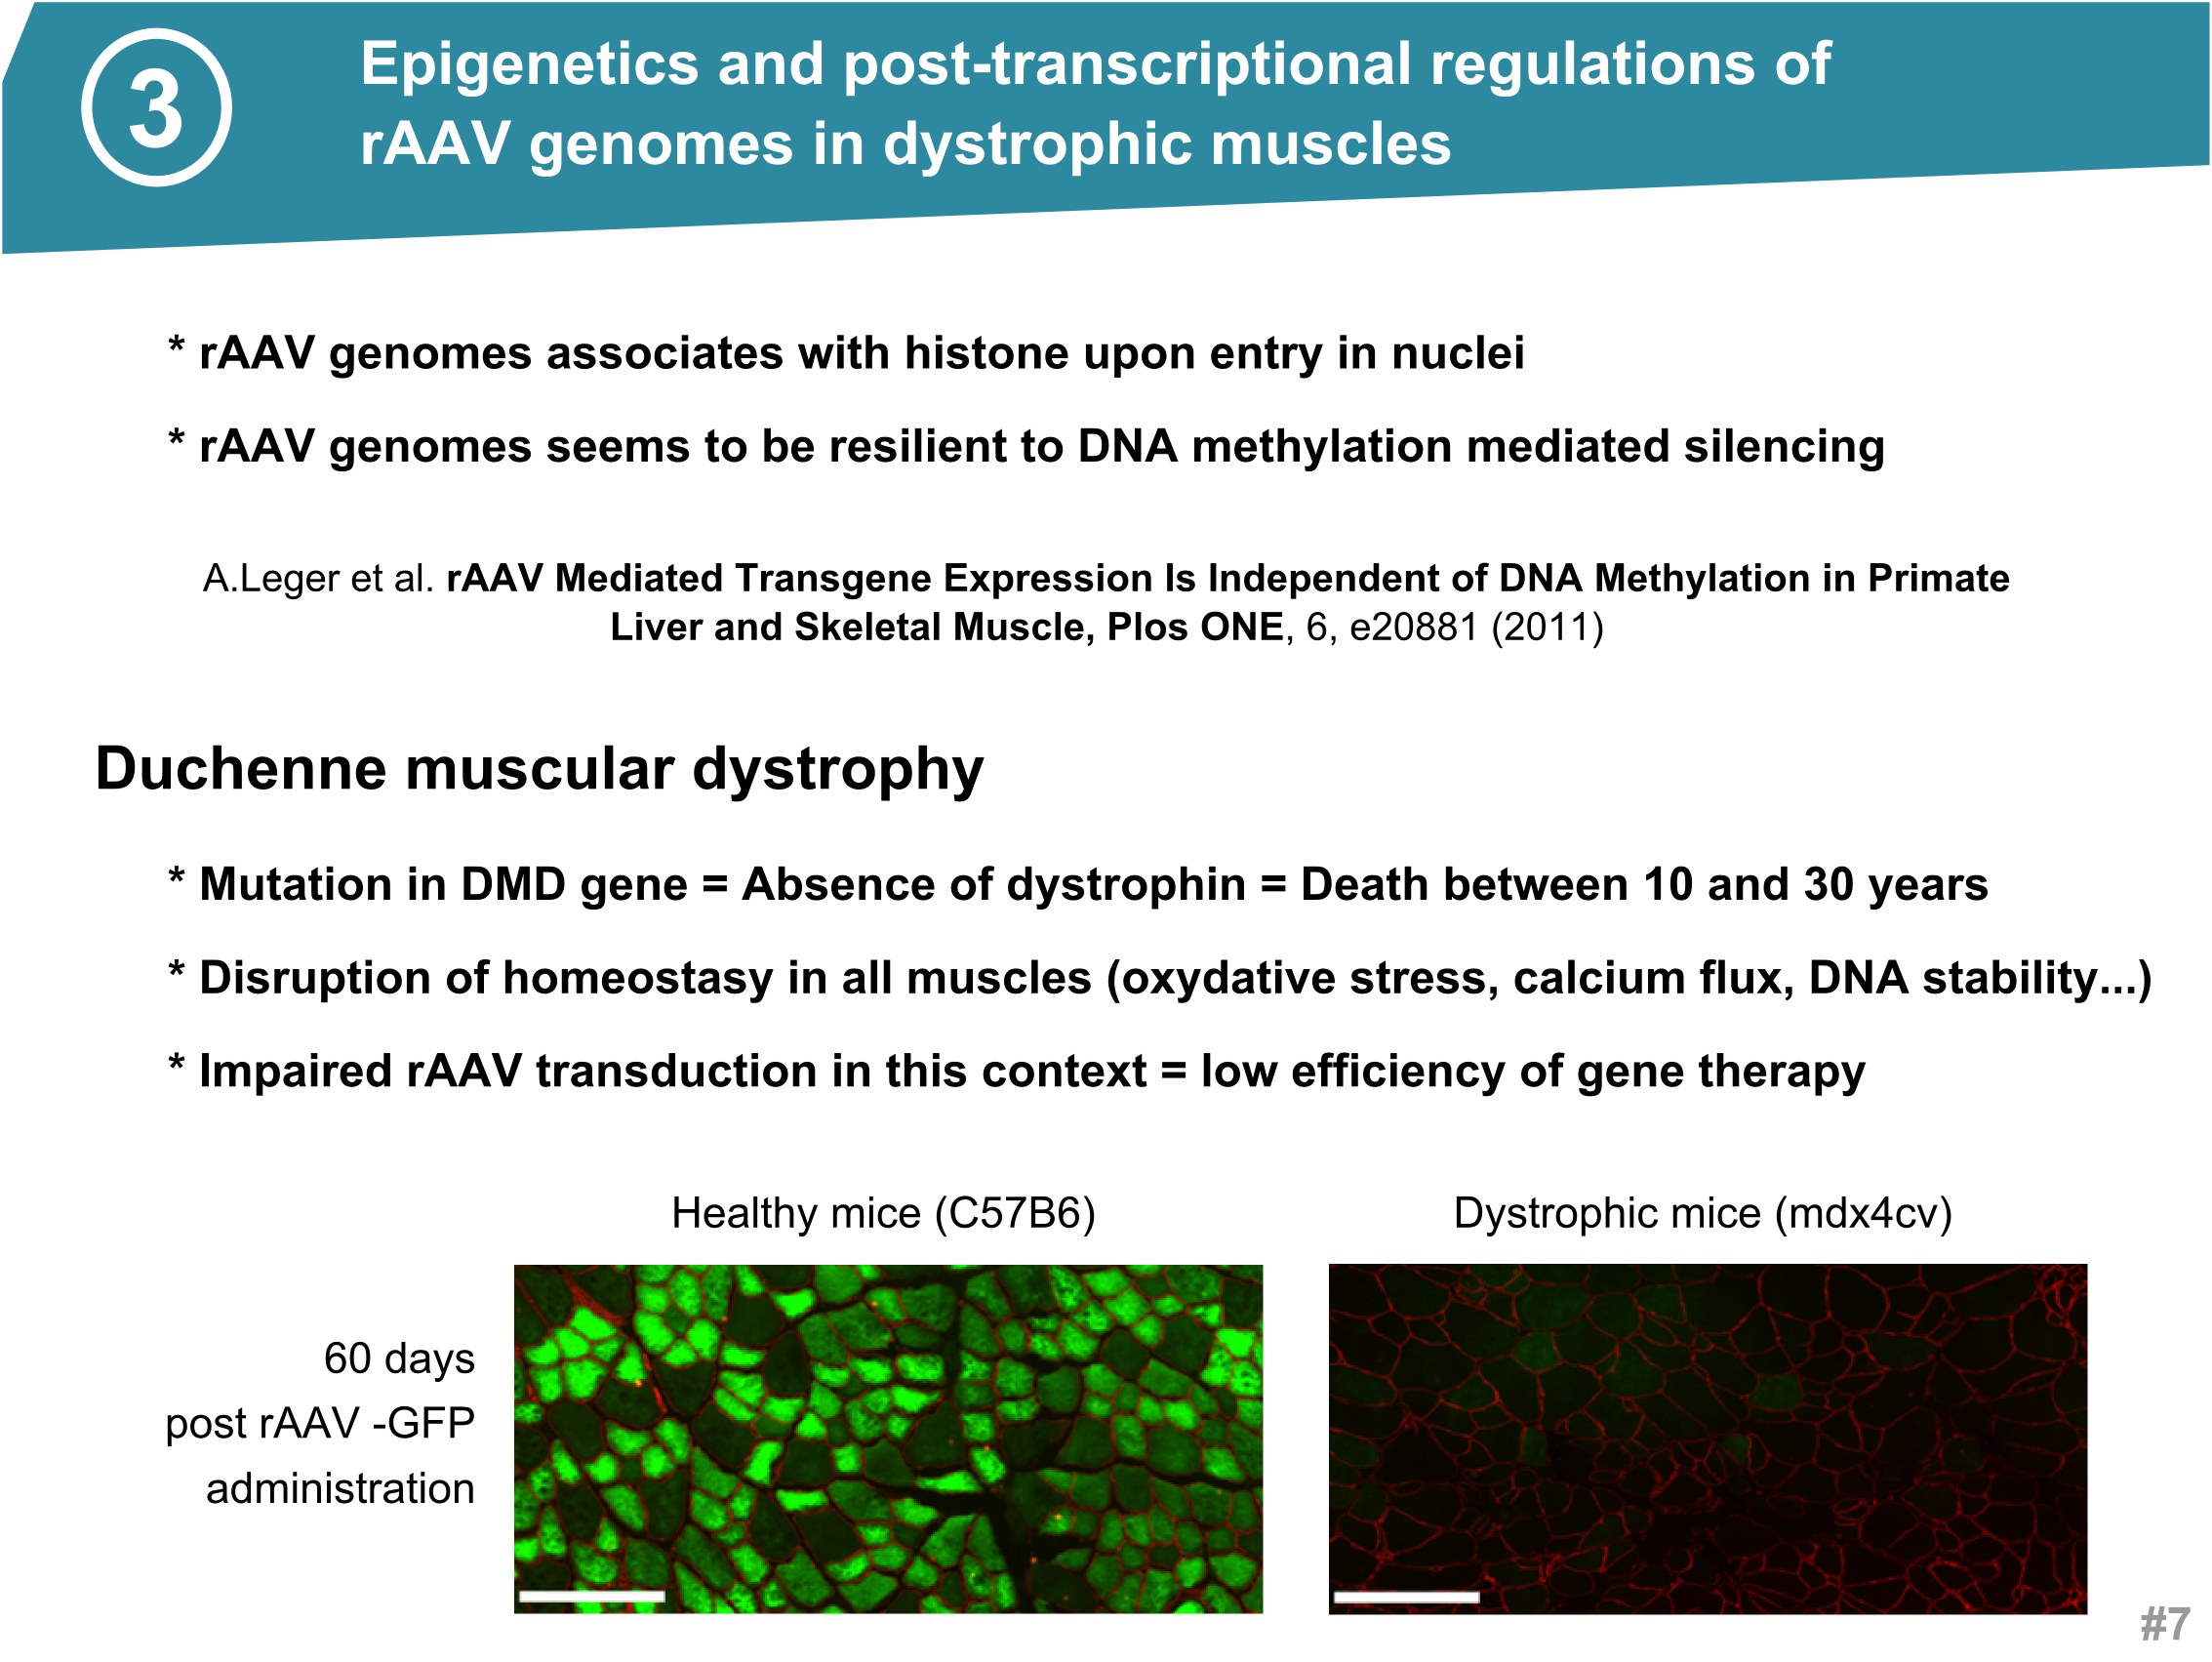 3
Epigenetics and post-transcriptional regulations of
rAAV genomes in dystrophic muscles
* rAAV genomes associates with histone upon entry in nuclei
* rAAV genomes seems to be resilient to DNA methylation mediated silencing
A.Leger et al. rAAV Mediated Transgene Expression Is Independent of DNA Methylation in Primate
Liver and Skeletal Muscle, Plos ONE, 6, e20881 (2011)
Duchenne muscular dystrophy
* Mutation in DMD gene = Absence of dystrophin = Death between 10 and 30 years
* Disruption of homeostasy in all muscles (oxydative stress, calcium flux, DNA stability...)
* Impaired rAAV transduction in this context = low efficiency of gene therapy
Healthy mice (C57B6)
Dystrophic mice (mdx4cv)
60 days
post rAAV -GFP
administration
#7